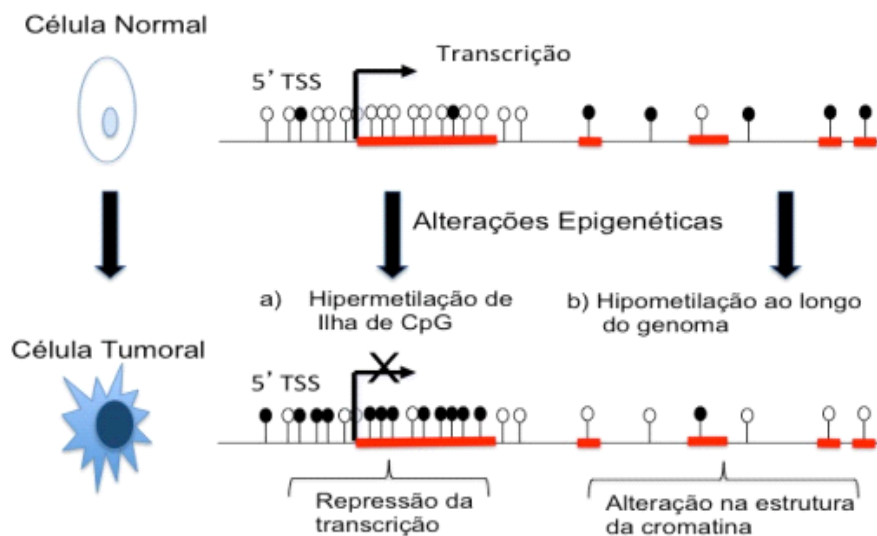 Célula Normal
Transcrição
5' TSS
Alterações Epigenéticas
a) Hipermetilação de
Ilha de CpG
b) Hipometilação ao longo
do genoma
Célula Tumoral
5' TSS
X
Repressão da
transcrição
Alteração na estrutura
da cromatina